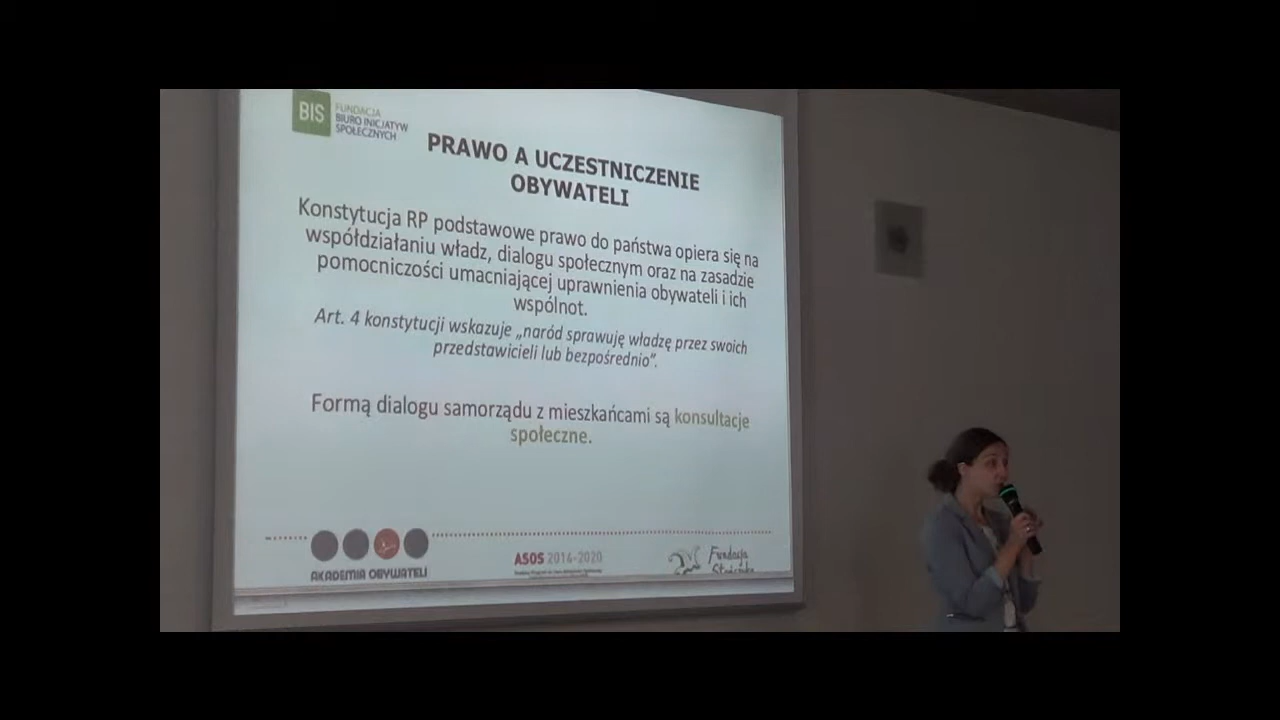 BIS
FUNDACJA
BIURO INICJATYW
SPOŁECZNYCH
PRAWO A UCZESTNICZENIE
OBYWATELI
Konstytucja RP podstawowe prawo do państwa opiera się na
współdziałaniu władz, dialogu społecznym oraz na zasadzie
pomocniczości umacniającej uprawnienia obywateli i ich
wspólnot.
Art. 4 konstytucji wskazuje „naród sprawuję władzę przez swoich
przedstawicieli lub bezpośrednio”.
Formą dialogu samorządu z mieszkańcami są konsultacje
społeczne.
AKADEMIA OBYWATELI
ASOS 2014-2020
Fundacja